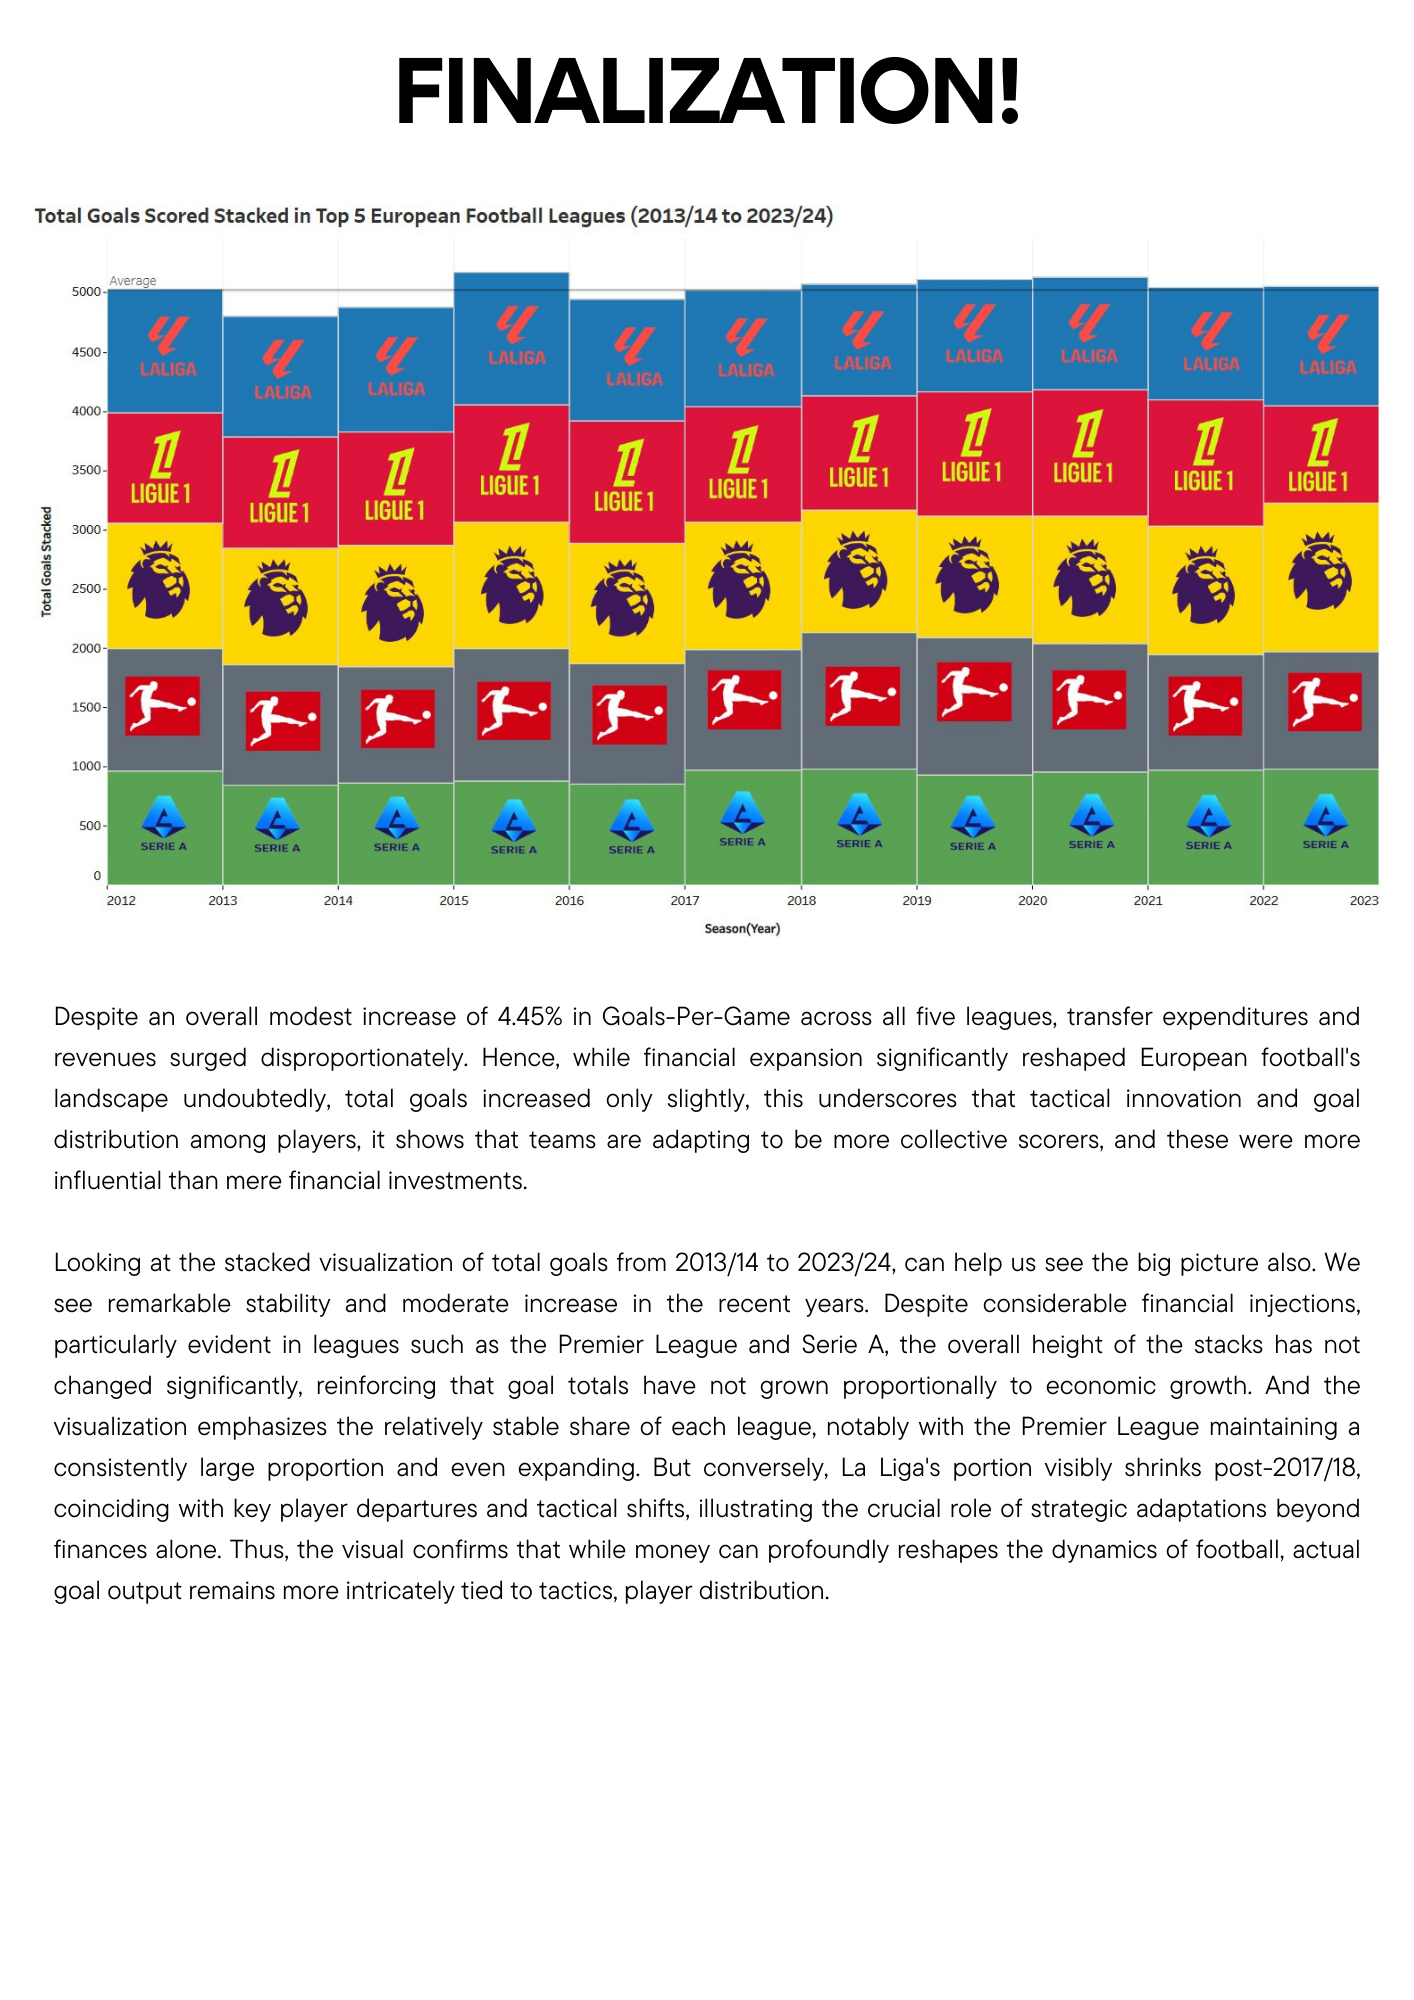 FINALIZATION!
Total Goals Scored Stacked in Top 5 European Football Leagues (2013/14 to 2023/24)
Average
5000
4500
4000
3500
3000
2500
2000
1500
1000
500
0
Total Goals Stacked
LALIGA LALIGA LALIGA LALIGA LALIGA LALIGA LALIGA LALIGA LALIGA LALIGA LALIGA
LIGUE 1 LIGUE 1 LIGUE 1 LIGUE 1 LIGUE 1 LIGUE 1 LIGUE 1 LIGUE 1 LIGUE 1 LIGUE 1 LIGUE 1
SERIE A SERIE A SERIE A SERIE A SERIE A SERIE A SERIE A SERIE A SERIE A SERIE A SERIE A
2012 2013 2014 2015 2016 2017 2018 2019 2020 2021 2022 2023
Season(Year)
Despite an overall modest increase of 4.45% in Goals-Per-Game across all five leagues, transfer expenditures and
revenues surged disproportionately. Hence, while financial expansion significantly reshaped European football's
landscape undoubtedly, total goals increased only slightly, this underscores that tactical innovation and goal
distribution among players, it shows that teams are adapting to be more collective scorers, and these were more
influential than mere financial investments.
Looking at the stacked visualization of total goals from 2013/14 to 2023/24, can help us see the big picture also. We
see remarkable stability and moderate increase in the recent years. Despite considerable financial injections,
particularly evident in leagues such as the Premier League and Serie A, the overall height of the stacks has not
changed significantly, reinforcing that goal totals have not grown proportionally to economic growth. And the
visualization emphasizes the relatively stable share of each league, notably with the Premier League maintaining a
consistently large proportion and even expanding. But conversely, La Liga's portion visibly shrinks post-2017/18,
coinciding with key player departures and tactical shifts, illustrating the crucial role of strategic adaptations beyond
finances alone. Thus, the visual confirms that while money can profoundly reshapes the dynamics of football, actual
goal output remains more intricately tied to tactics, player distribution.